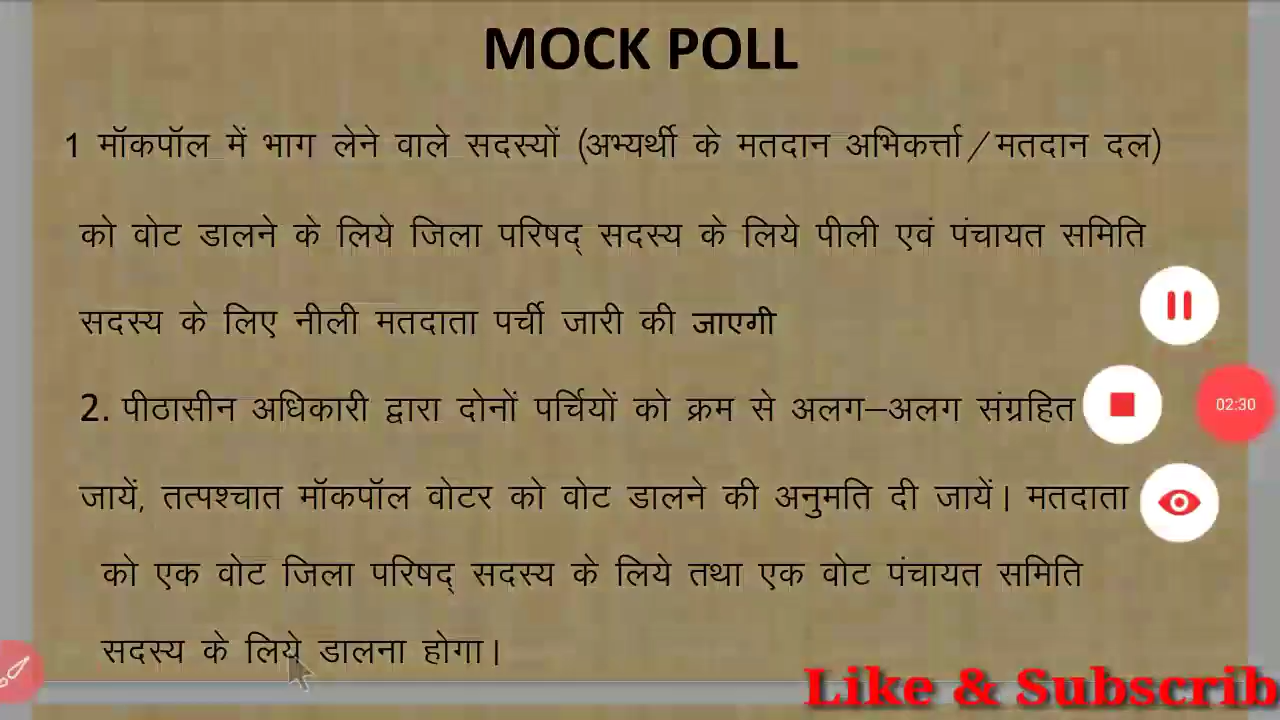 MOCK POLL
1 मॉकपॉल में भाग लेने वाले सदस्यों (अभ्यर्थी के मतदान अभिकर्त्ता/मतदान दल)
को वोट डालने के लिये जिला परिषद् सदस्य के लिये पीली एवं पंचायत समिति
सदस्य के लिए नीली मतदाता पर्ची जारी की जाएगी
2. पीठासीन अधिकारी द्वारा दोनों पर्चियों को क्रम से अलग–अलग संग्रहित
02:30
जायें, तत्पश्चात मॉकपॉल वोटर को वोट डालने की अनुमति दी जायें। मतदाता
को एक वोट जिला परिषद् सदस्य के लिये तथा एक वोट पंचायत समिति
सदस्य के लिये डालना होगा।
Like & Subscrib